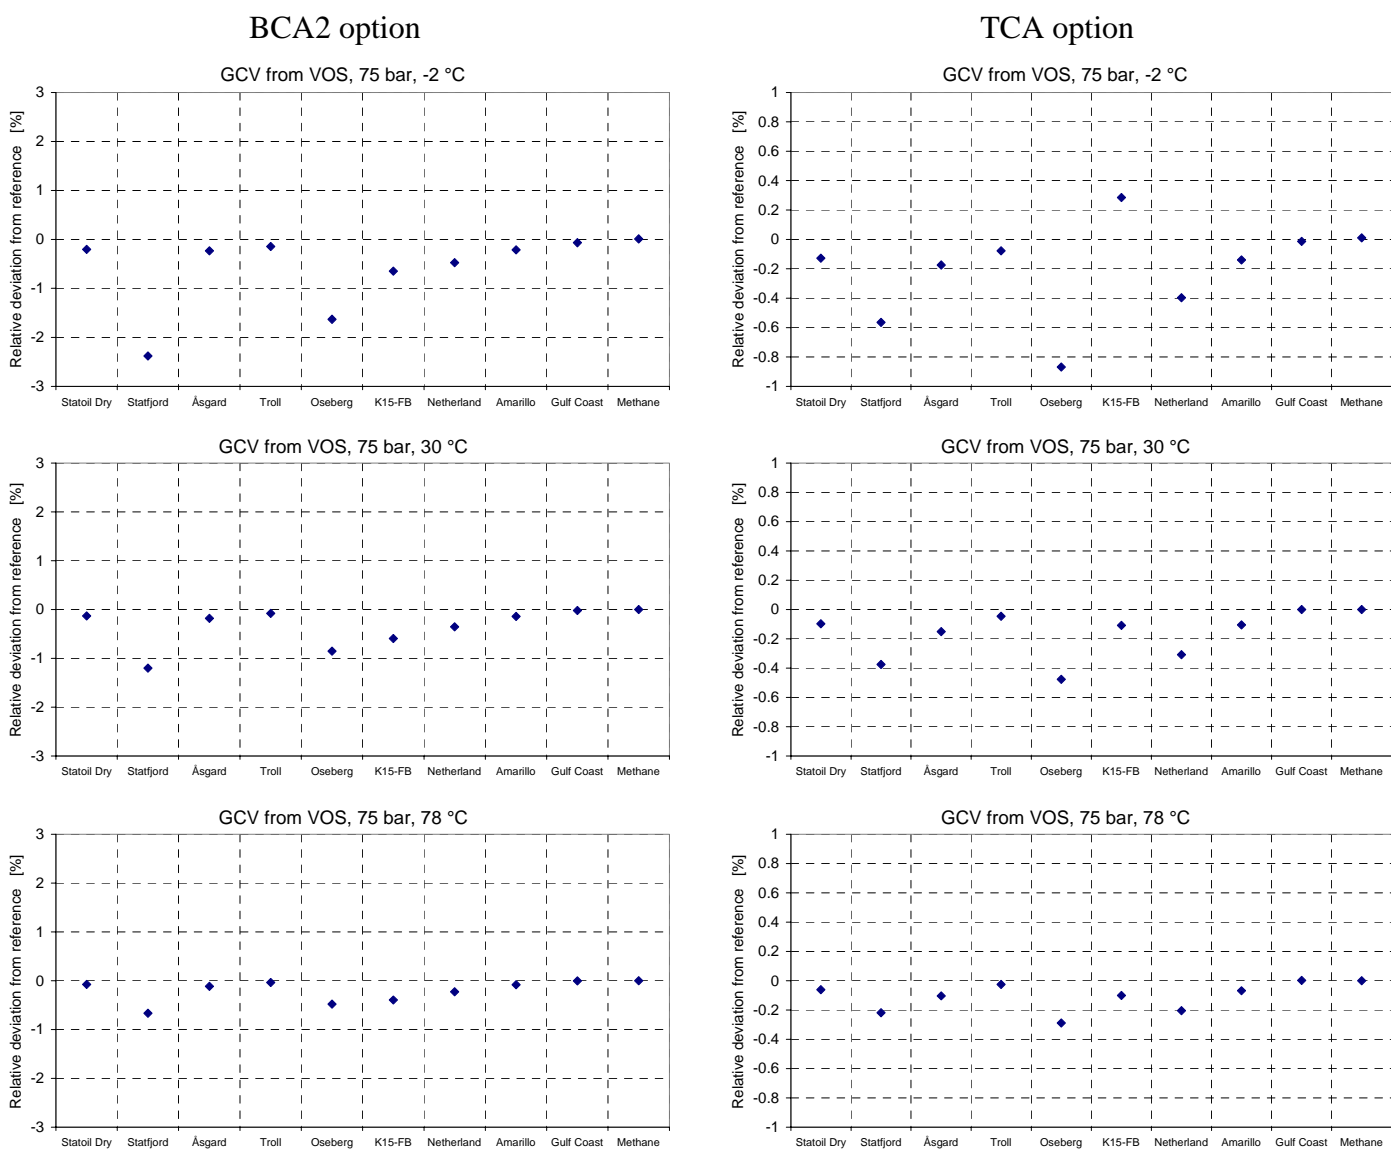 BCA2 option
GCV from VOS, 75 bar, -2 °C
Relative deviation from reference [%]
3
2
1
0
-1
-2
-3
Statoil Dry Statfjord Åsgard Troll Oseberg K15-FB Netherland Amarillo Gulf Coast Methane
GCV from VOS, 75 bar, 30 °C
Relative deviation from reference [%]
3
2
1
0
-1
-2
-3
Statoil Dry Statfjord Åsgard Troll Oseberg K15-FB Netherland Amarillo Gulf Coast Methane
GCV from VOS, 75 bar, 78 °C
Relative deviation from reference [%]
3
2
1
0
-1
-2
-3
Statoil Dry Statfjord Åsgard Troll Oseberg K15-FB Netherland Amarillo Gulf Coast Methane
TCA option
GCV from VOS, 75 bar, -2 °C
Relative deviation from reference [%]
1
0.8
0.6
0.4
0.2
0
-0.2
-0.4
-0.6
-0.8
-1
Statoil Dry Statfjord Åsgard Troll Oseberg K15-FB Netherland Amarillo Gulf Coast Methane
GCV from VOS, 75 bar, 30 °C
Relative deviation from reference [%]
1
0.8
0.6
0.4
0.2
0
-0.2
-0.4
-0.6
-0.8
-1
Statoil Dry Statfjord Åsgard Troll Oseberg K15-FB Netherland Amarillo Gulf Coast Methane
GCV from VOS, 75 bar, 78 °C
Relative deviation from reference [%]
1
0.8
0.6
0.4
0.2
0
-0.2
-0.4
-0.6
-0.8
-1
Statoil Dry Statfjord Åsgard Troll Oseberg K15-FB Netherland Amarillo Gulf Coast Methane